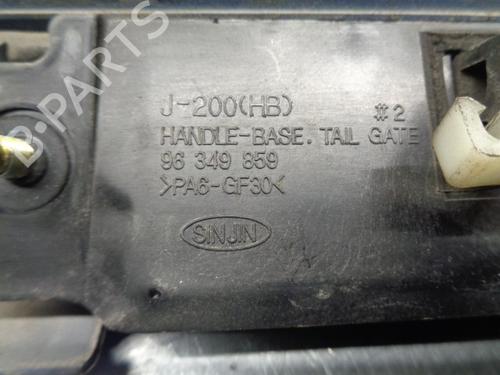 B-PARTS
J-200(HB) #2
HANDLE-BASE. TAIL GATE
96 349 859
>PA6-GF30<
SINJIN